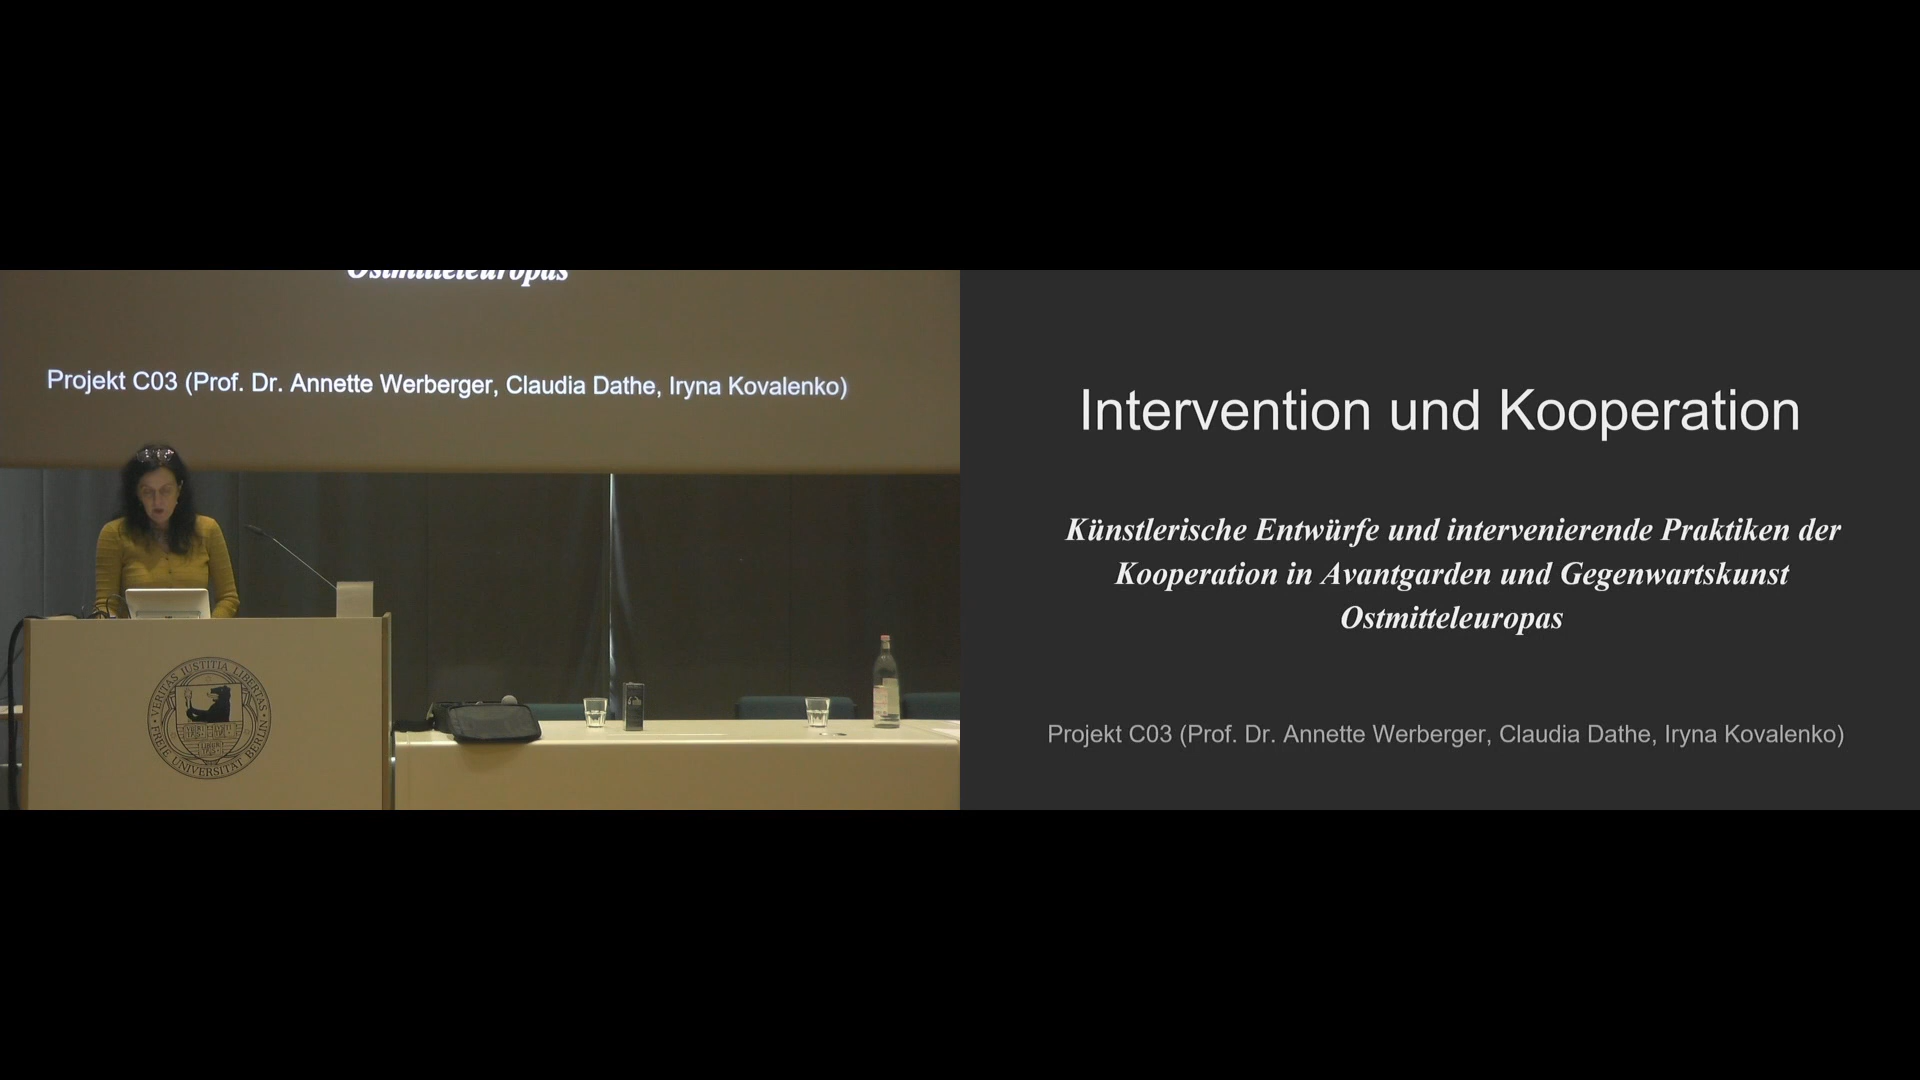 Ostmitteleuropas
Projekt C03 (Prof. Dr. Annette Werberger, Claudia Dathe, Iryna Kovalenko)
VERITAS IUSTITIA LIBERTAS
FREIE UNIVERSITÄT BERLIN
Intervention und Kooperation
Künstlerische Entwürfe und intervenierende Praktiken der
Kooperation in Avantgarden und Gegenwartskunst
Ostmitteleuropas
Projekt C03 (Prof. Dr. Annette Werberger, Claudia Dathe, Iryna Kovalenko)